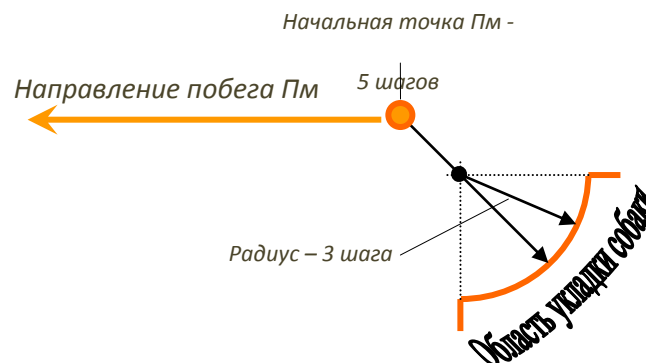 Начальная точка Пм -
5 шагов
Направление побега Пм
Радиус – 3 шага
Область укладки собаки